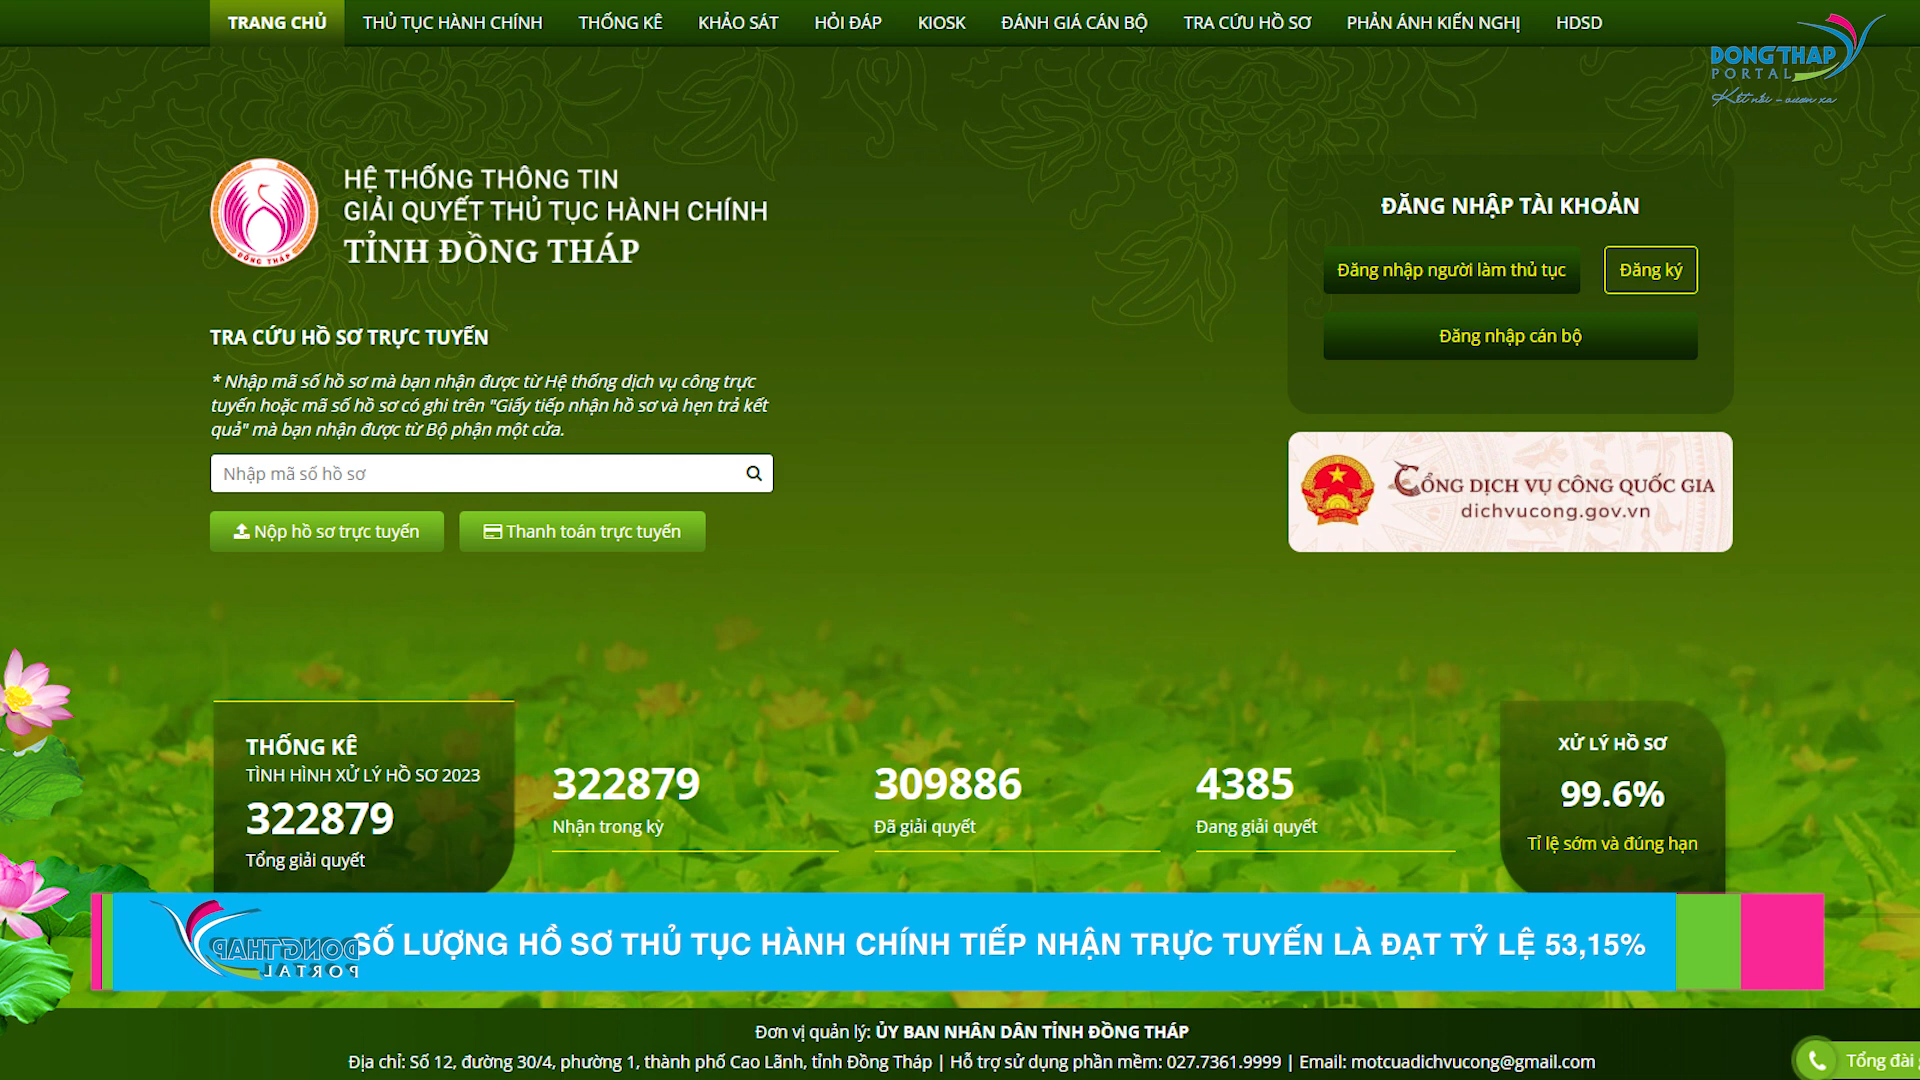 TRANG CHỦ THỦ TỤC HÀNH CHÍNH THỐNG KÊ KHẢO SÁT HỎI ĐÁP KIOSK ĐÁNH GIÁ CÁN BỘ TRA CỨU HỒ SƠ PHẢN ÁNH KIẾN NGHỊ HDSD
DONGTHAP
PORTAL
Kết nối - vươn xa
HỆ THỐNG THÔNG TIN
GIẢI QUYẾT THỦ TỤC HÀNH CHÍNH
TỈNH ĐỒNG THÁP
ĐỒNG THÁP
TRA CỨU HỒ SƠ TRỰC TUYẾN
* Nhập mã số hồ sơ mà bạn nhận được từ Hệ thống dịch vụ công trực
tuyến hoặc mã số hồ sơ có ghi trên "Giấy tiếp nhận hồ sơ và hẹn trả kết
quả" mà bạn nhận được từ Bộ phận một cửa.
Nhập mã số hồ sơ
Nộp hồ sơ trực tuyến Thanh toán trực tuyến
ĐĂNG NHẬP TÀI KHOẢN
Đăng nhập người làm thủ tục Đăng ký
Đăng nhập cán bộ
CỔNG DỊCH VỤ CÔNG QUỐC GIA
dichvucong.gov.vn
THỐNG KÊ
TÌNH HÌNH XỬ LÝ HỒ SƠ 2023
322879
Tổng giải quyết
322879
Nhận trong kỳ
309886
Đã giải quyết
4385
Đang giải quyết
XỬ LÝ HỒ SƠ
99.6%
Tỉ lệ sớm và đúng hạn
DONGTHAP
PORTAL
SỐ LƯỢNG HỒ SƠ THỦ TỤC HÀNH CHÍNH TIẾP NHẬN TRỰC TUYẾN LÀ ĐẠT TỶ LỆ 53,15%
Đơn vị quản lý: ỦY BAN NHÂN DÂN TỈNH ĐỒNG THÁP
Địa chỉ: Số 12, đường 30/4, phường 1, thành phố Cao Lãnh, tỉnh Đồng Tháp | Hỗ trợ sử dụng phần mềm: 027.7361.9999 | Email: motcuadichvucong@gmail.com
Tổng đài